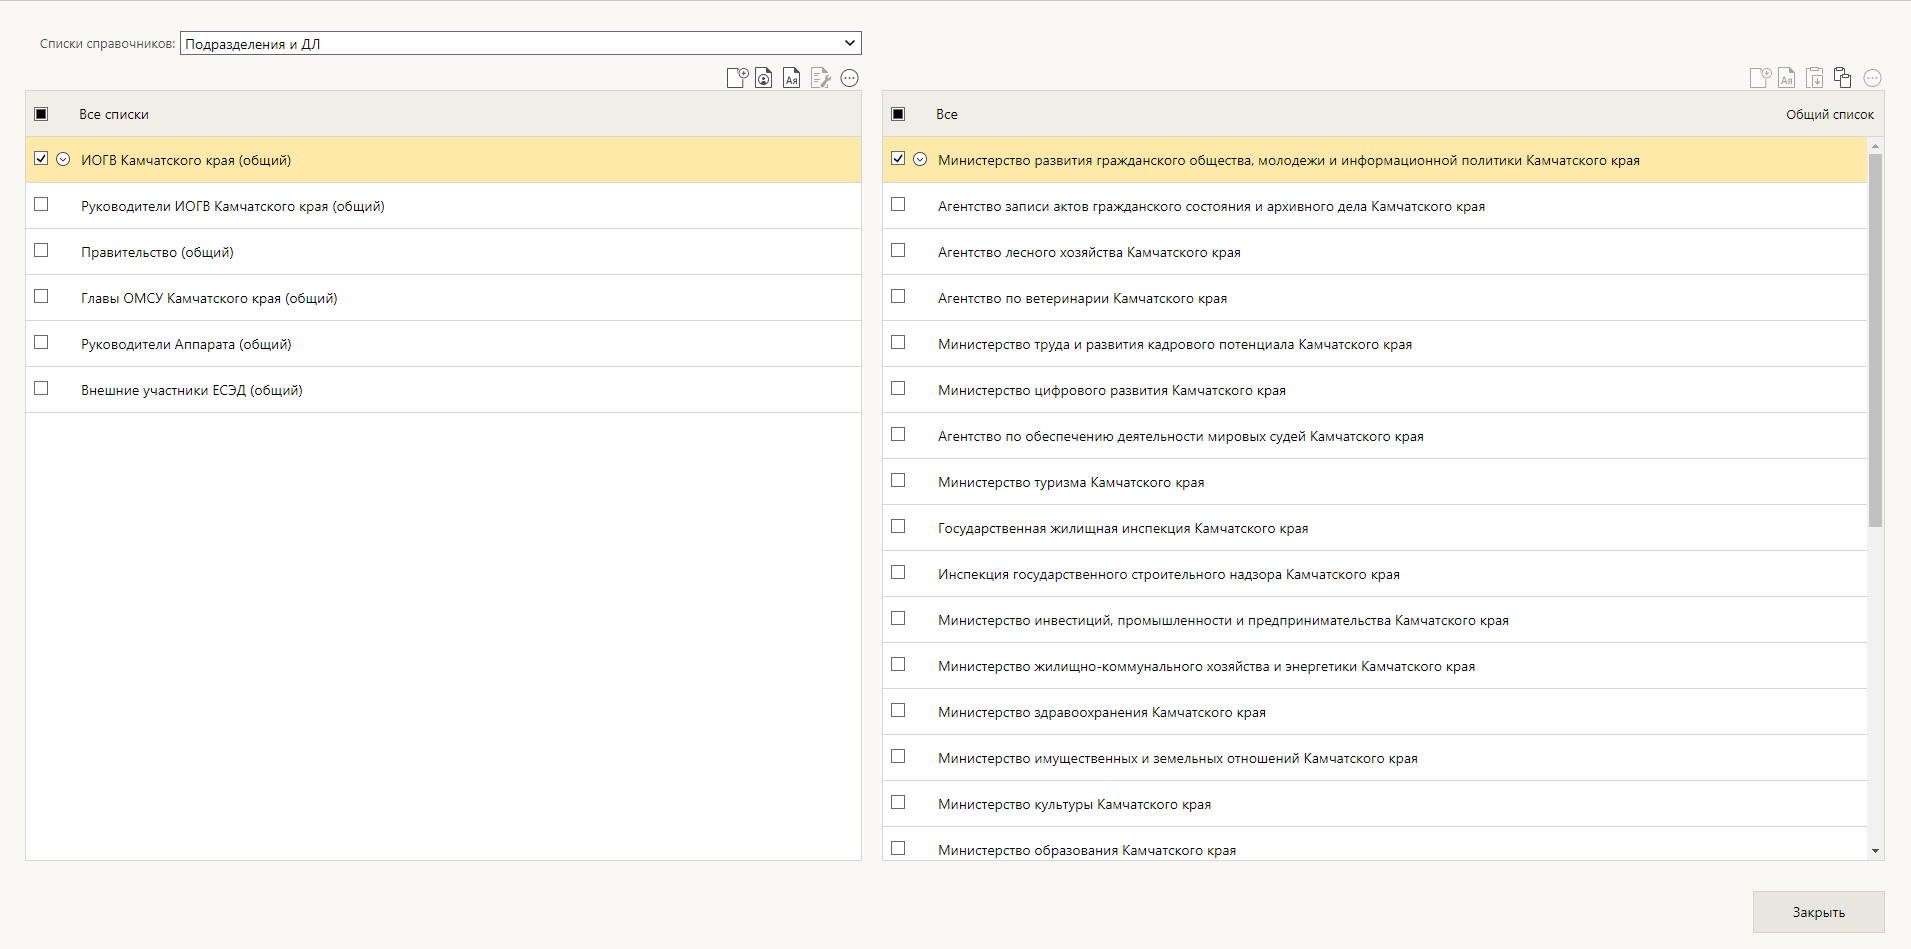 Списки справочников: Подразделения и ДЛ
Все списки
ИОГВ Камчатского края (общий)
Руководители ИОГВ Камчатского края (общий)
Правительство (общий)
Главы ОМСУ Камчатского края (общий)
Руководители Аппарата (общий)
Внешние участники ЕСЭД (общий)
Ая
Ая
Все Общий список
Министерство развития гражданского общества, молодежи и информационной политики Камчатского края
Агентство записи актов гражданского состояния и архивного дела Камчатского края
Агентство лесного хозяйства Камчатского края
Агентство по ветеринарии Камчатского края
Министерство труда и развития кадрового потенциала Камчатского края
Министерство цифрового развития Камчатского края
Агентство по обеспечению деятельности мировых судей Камчатского края
Министерство туризма Камчатского края
Государственная жилищная инспекция Камчатского края
Инспекция государственного строительного надзора Камчатского края
Министерство инвестиций, промышленности и предпринимательства Камчатского края
Министерство жилищно-коммунального хозяйства и энергетики Камчатского края
Министерство здравоохранения Камчатского края
Министерство имущественных и земельных отношений Камчатского края
Министерство культуры Камчатского края
Министерство образования Камчатского края
Закрыть